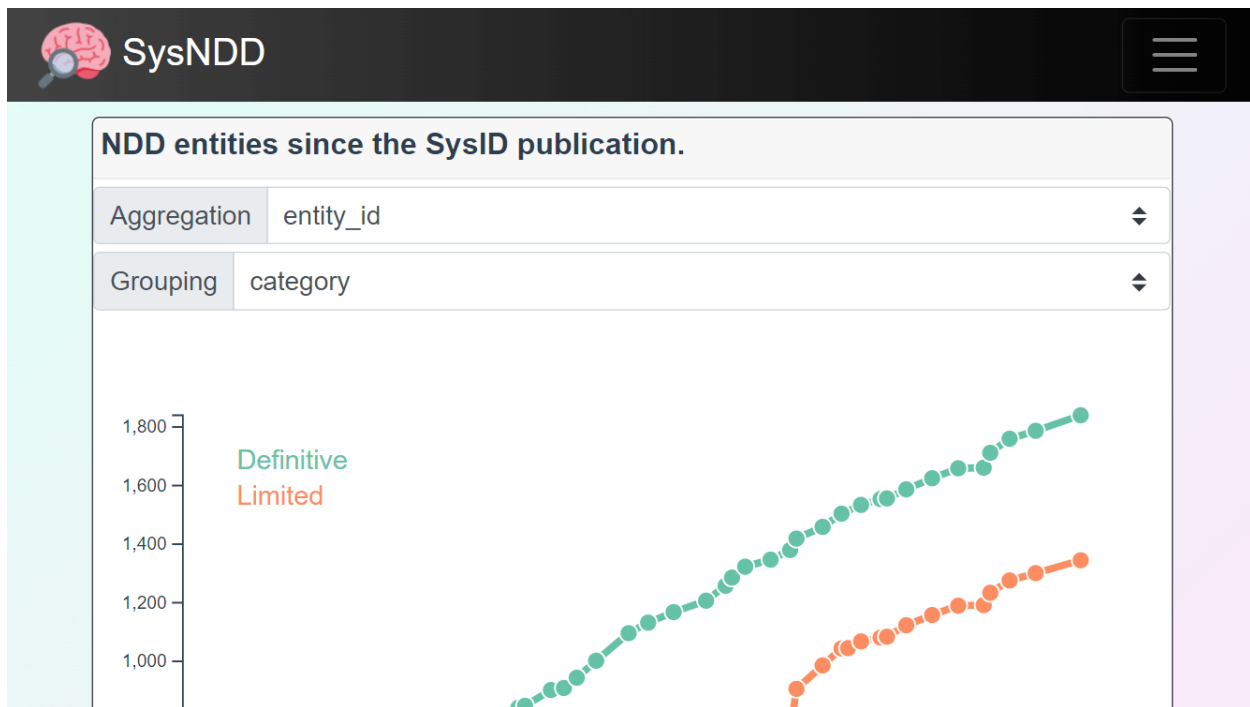 SysNDD
NDD entities since the SysID publication.
Aggregation entity_id
Grouping category
1,800
Definitive
1,600
Limited
1,400
1,200
1,000